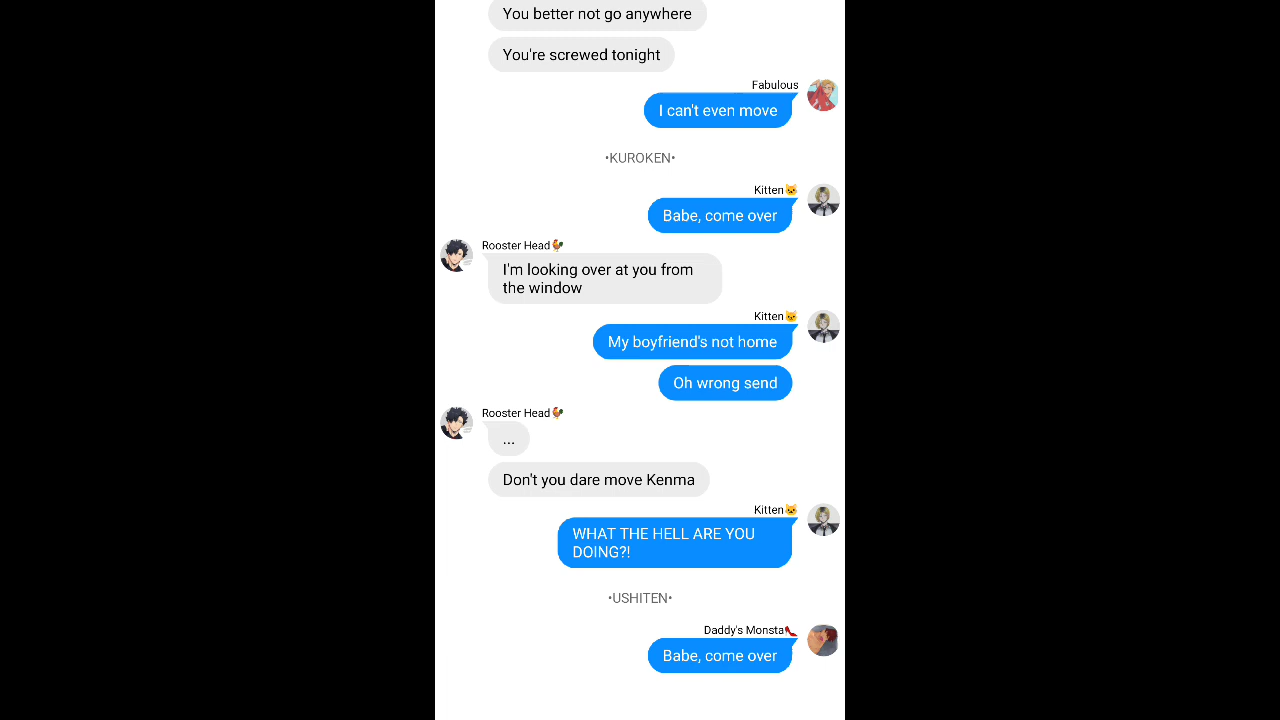 You better not go anywhere
You're screwed tonight
Fabulous
I can't even move
•KUROKEN•
Kitten🐱
Babe, come over
Rooster Head🐓
I'm looking over at you from
the window
Kitten🐱
My boyfriend's not home
Oh wrong send
Rooster Head🐓
...
Don't you dare move Kenma
Kitten🐱
WHAT THE HELL ARE YOU
DOING?!
•USHITEN•
Daddy's Monsta👠
Babe, come over